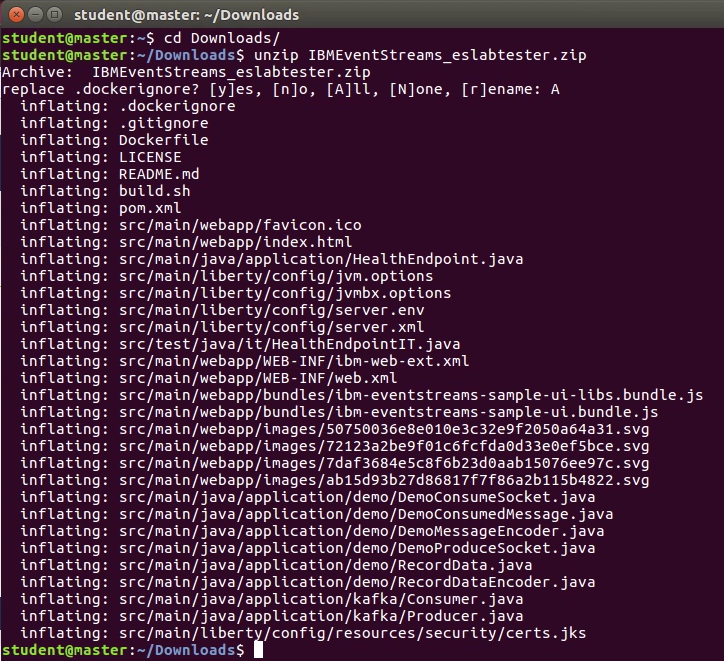 student@master: ~/Downloads
student@master:~$ cd Downloads/
student@master:~/Downloads$ unzip IBMEventStreams_eslabtester.zip
Archive:  IBMEventStreams_eslabtester.zip
replace .dockerignore? [y]es, [n]o, [A]ll, [N]one, [r]ename: A
  inflating: .dockerignore
  inflating: .gitignore
  inflating: Dockerfile
  inflating: LICENSE
  inflating: README.md
  inflating: build.sh
  inflating: pom.xml
  inflating: src/main/webapp/favicon.ico
  inflating: src/main/webapp/index.html
  inflating: src/main/java/application/HealthEndpoint.java
  inflating: src/main/liberty/config/jvm.options
  inflating: src/main/liberty/config/jvmbx.options
  inflating: src/main/liberty/config/server.env
  inflating: src/main/liberty/config/server.xml
  inflating: src/test/java/it/HealthEndpointIT.java
  inflating: src/main/webapp/WEB-INF/ibm-web-ext.xml
  inflating: src/main/webapp/WEB-INF/web.xml
  inflating: src/main/webapp/bundles/ibm-eventstreams-sample-ui-libs.bundle.js
  inflating: src/main/webapp/bundles/ibm-eventstreams-sample-ui.bundle.js
  inflating: src/main/webapp/images/50750036e8e010e3c32e9f2050a64a31.svg
  inflating: src/main/webapp/images/72123a2be9f01c6fcfda0d33e0ef5bce.svg
  inflating: src/main/webapp/images/7daf3684e5c8f6b23d0aab15076ee97c.svg
  inflating: src/main/webapp/images/ab15d93b27d86817f7f86a2b115b4822.svg
  inflating: src/main/java/application/demo/DemoConsumeSocket.java
  inflating: src/main/java/application/demo/DemoConsumedMessage.java
  inflating: src/main/java/application/demo/DemoMessageEncoder.java
  inflating: src/main/java/application/demo/DemoProduceSocket.java
  inflating: src/main/java/application/demo/RecordData.java
  inflating: src/main/java/application/demo/RecordDataEncoder.java
  inflating: src/main/java/application/kafka/Consumer.java
  inflating: src/main/java/application/kafka/Producer.java
  inflating: src/main/liberty/config/resources/security/certs.jks
student@master:~/Downloads$